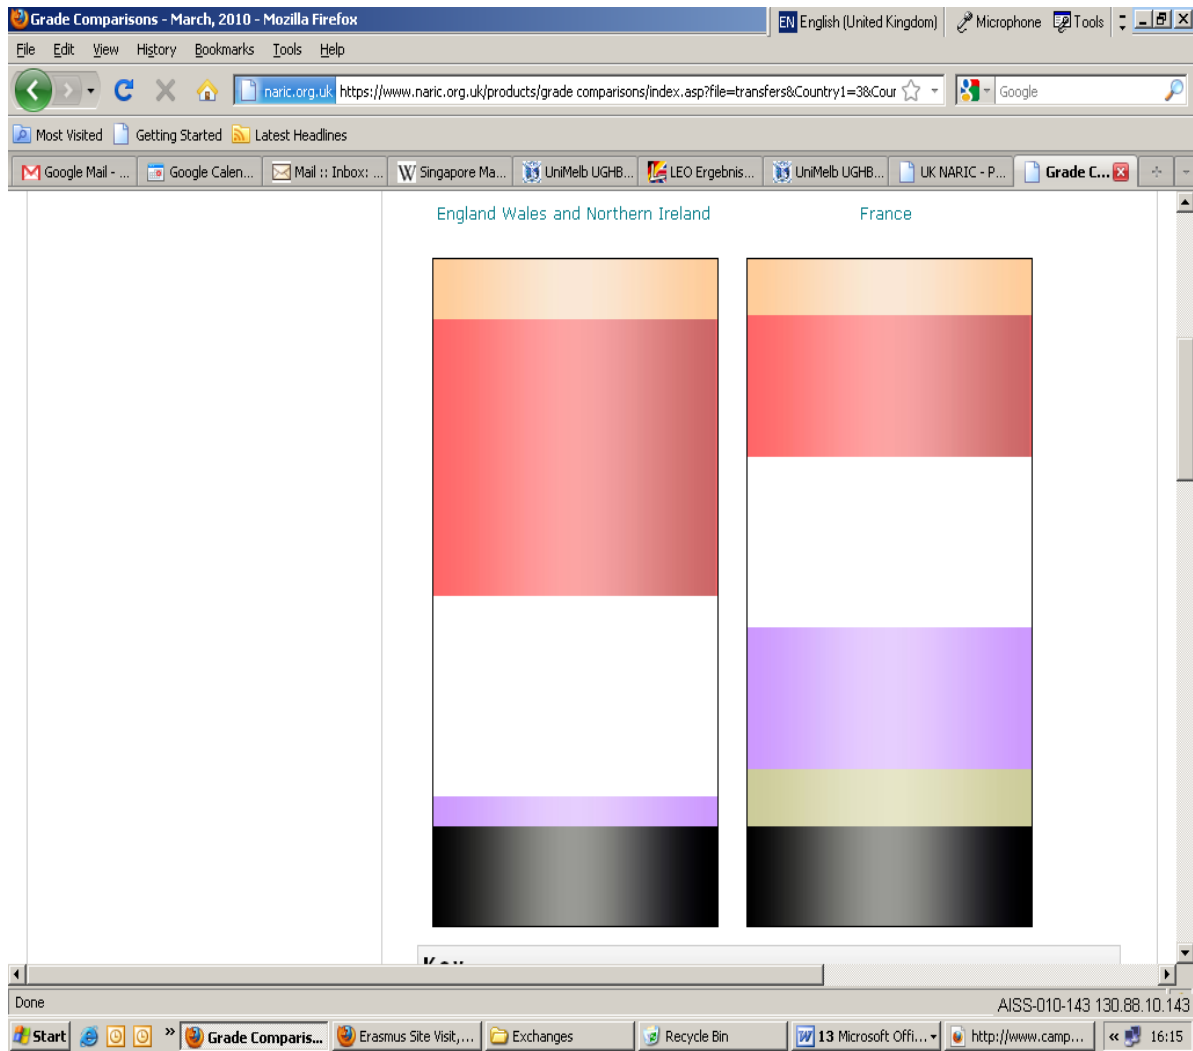 Grade Comparisons - March, 2010 - Mozilla Firefox
EN English (United Kingdom) Microphone Tools
File Edit View History Bookmarks Tools Help
naric.org.uk https://www.naric.org.uk/products/grade comparisons/index.asp?file=transfers&Country1=3&Cour Google
Most Visited Getting Started Latest Headlines
Google Mail - ... Google Calen... Mail :: Inbox: ... Singapore Ma... UniMelb UGHB... LEO Ergebnis... UniMelb UGHB... UK NARIC - P... Grade C...
England Wales and Northern Ireland France
Key
Done AISS-010-143 130.88.10.143
Start » Grade Comparis... Erasmus Site Visit,... Exchanges Recycle Bin 13 Microsoft Offi... http://www.camp... « 16:15